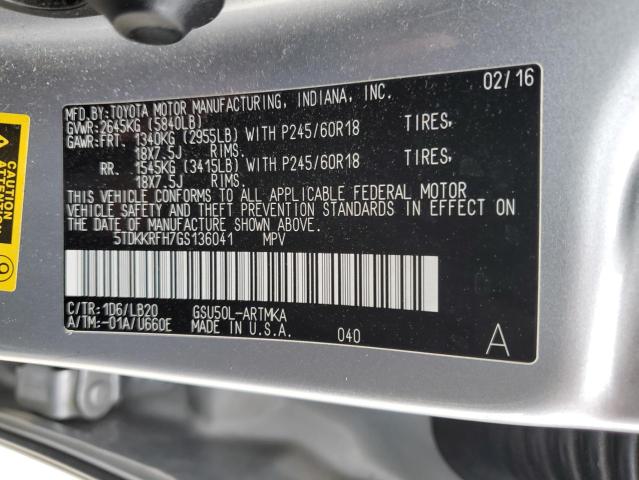 MFD.BY:TOYOTA MOTOR MANUFACTURING, INDIANA, INC. 02/16
GVWR:2645KG (5840LB)
GAWR:FRT. 1340KG (2955LB) WITH P245/60R18 TIRES,
18X7.5J RIMS.
RR. 1545KG (3415LB) WITH P245/60R18 TIRES,
18X7.5J RIMS.
THIS VEHICLE CONFORMS TO ALL APPLICABLE FEDERAL MOTOR
VEHICLE SAFETY AND THEFT PREVENTION STANDARDS IN EFFECT ON
THE DATE OF MANUFACTURE SHOWN ABOVE.
5TDKKRFH7GS136041 MPV
C/TR: 1D6/LB20 GSU50L-ARTMKA
A/TM:-01A/U660E MADE IN U.S.A. 040 A
CAUTION
ATTENTION